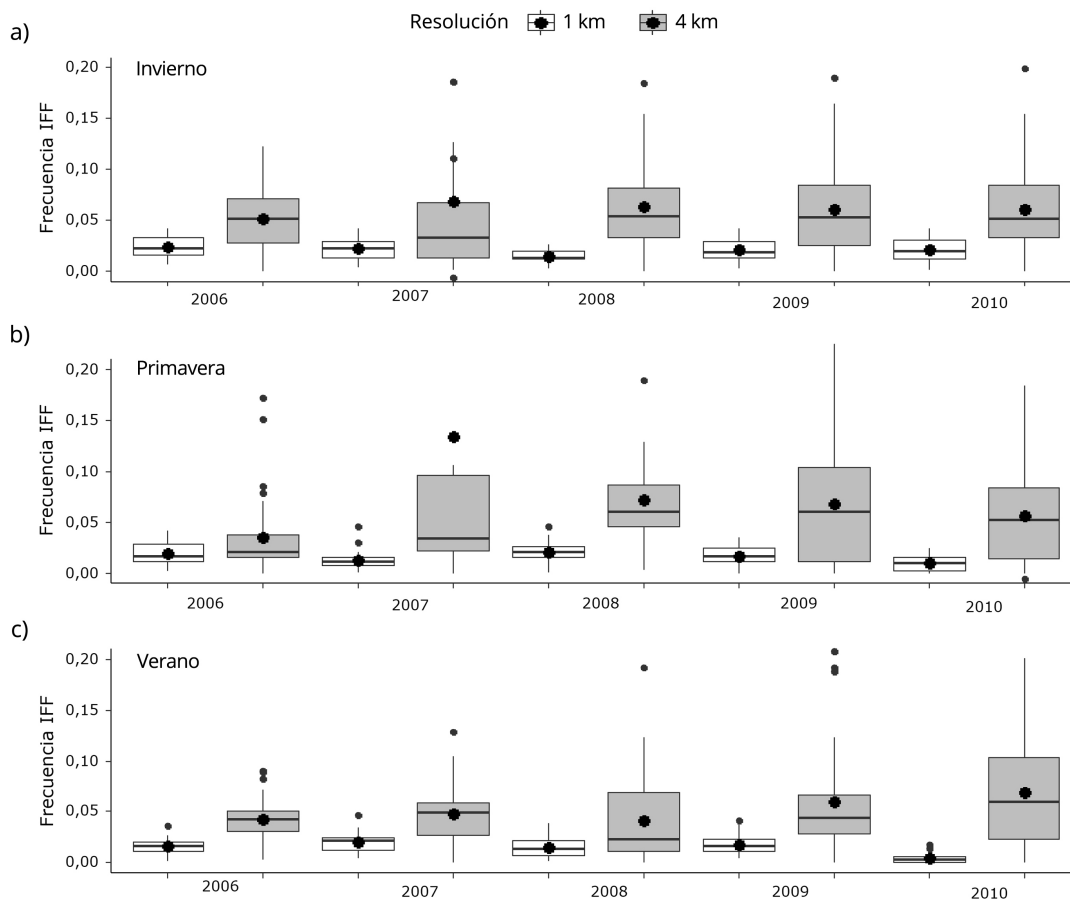 Resolución 1 km 4 km
a)
Invierno
Frecuencia IFF
0,20
0,15
0,10
0,05
0,00
2006 2007 2008 2009 2010
b)
Primavera
Frecuencia IFF
0,20
0,15
0,10
0,05
0,00
2006 2007 2008 2009 2010
c)
Verano
Frecuencia IFF
0,20
0,15
0,10
0,05
0,00
2006 2007 2008 2009 2010